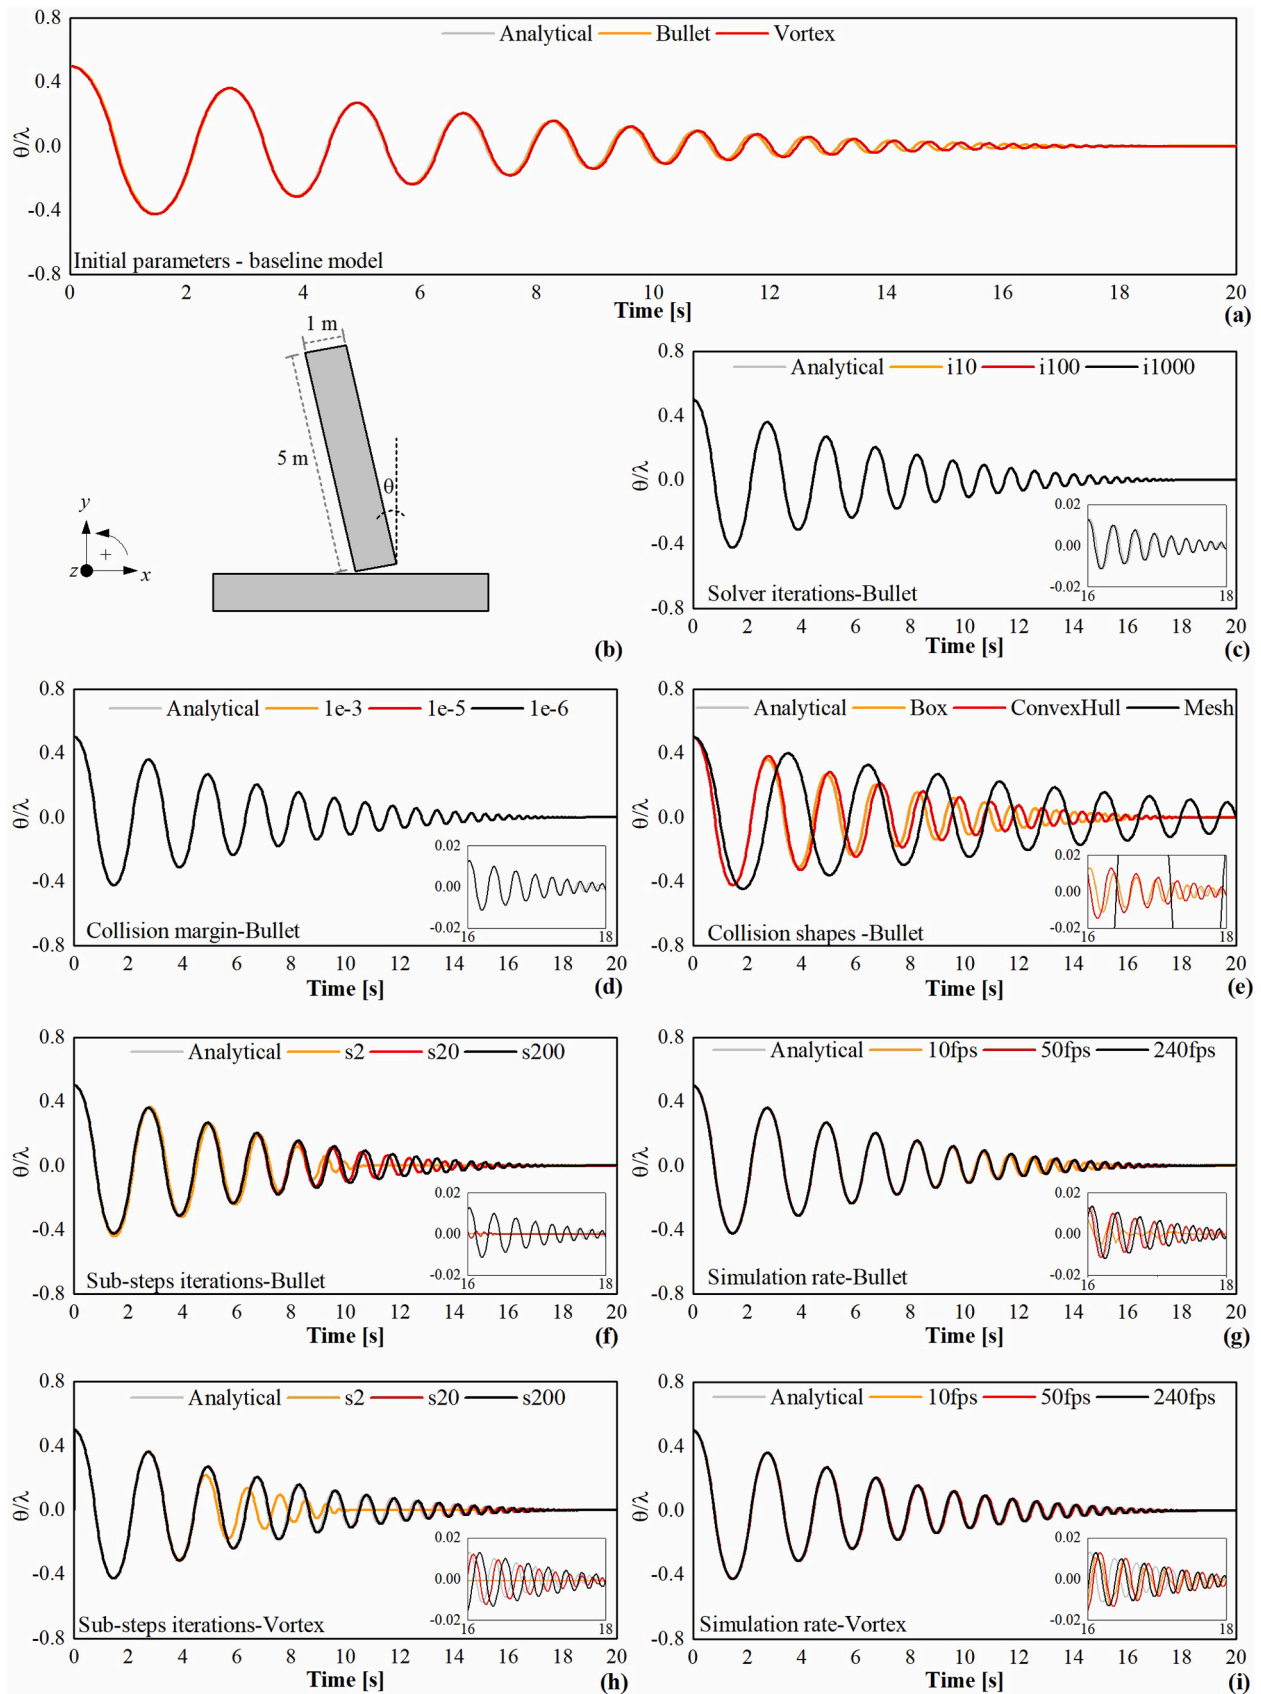 Analytical Bullet Vortex
0.8
0.4
0.0
-0.4
-0.8
θ/λ
Initial parameters - baseline model
0 2 4 6 8 10 12 14 16 18 20
Time [s]
(a)
1 m
5 m
θ
y
+
z
x
(b)
0.8
0.4
0.0
-0.4
-0.8
θ/λ
Analytical i10 i100 i1000
0.02
0.00
-0.02
16 18
Solver iterations-Bullet
0 2 4 6 8 10 12 14 16 18 20
Time [s]
(c)
0.8
0.4
0.0
-0.4
-0.8
θ/λ
Analytical 1e-3 1e-5 1e-6
0.02
0.00
-0.02
16 18
Collision margin-Bullet
0 2 4 6 8 10 12 14 16 18 20
Time [s]
(d)
0.8
0.4
0.0
-0.4
-0.8
θ/λ
Analytical Box ConvexHull Mesh
0.02
0.00
-0.02
16 18
Collision shapes -Bullet
0 2 4 6 8 10 12 14 16 18 20
Time [s]
(e)
0.8
0.4
0.0
-0.4
-0.8
θ/λ
Analytical s2 s20 s200
0.02
0.00
-0.02
16 18
Sub-steps iterations-Bullet
0 2 4 6 8 10 12 14 16 18 20
Time [s]
(f)
0.8
0.4
0.0
-0.4
-0.8
θ/λ
Analytical 10fps 50fps 240fps
0.02
0.00
-0.02
16 18
Simulation rate-Bullet
0 2 4 6 8 10 12 14 16 18 20
Time [s]
(g)
0.8
0.4
0.0
-0.4
-0.8
θ/λ
Analytical s2 s20 s200
0.02
0.00
-0.02
16 18
Sub-steps iterations-Vortex
0 2 4 6 8 10 12 14 16 18 20
Time [s]
(h)
0.8
0.4
0.0
-0.4
-0.8
θ/λ
Analytical 10fps 50fps 240fps
0.02
0.00
-0.02
16 18
Simulation rate-Vortex
0 2 4 6 8 10 12 14 16 18 20
Time [s]
(i)